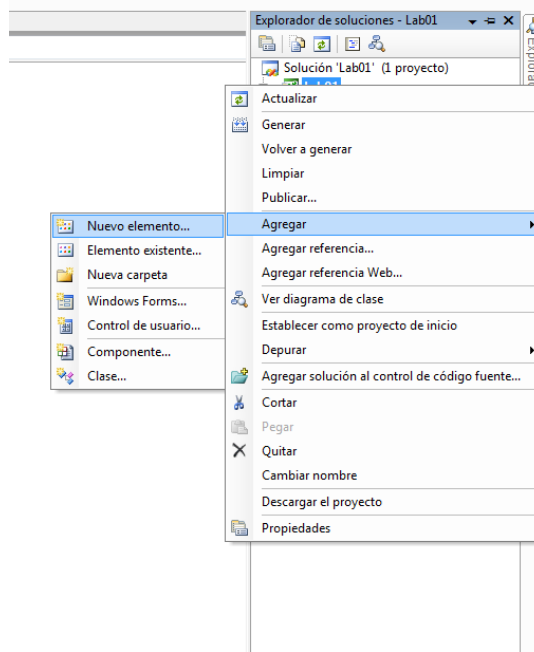 Explorador de soluciones - Lab01
Solución 'Lab01' (1 proyecto)
Lab01
Actualizar
Generar
Volver a generar
Limpiar
Publicar...
Agregar
Agregar referencia...
Agregar referencia Web...
Ver diagrama de clase
Establecer como proyecto de inicio
Depurar
Agregar solución al control de código fuente...
Cortar
Pegar
Quitar
Cambiar nombre
Descargar el proyecto
Propiedades
Nuevo elemento...
Elemento existente...
Nueva carpeta
Windows Forms...
Control de usuario...
Componente...
Clase...